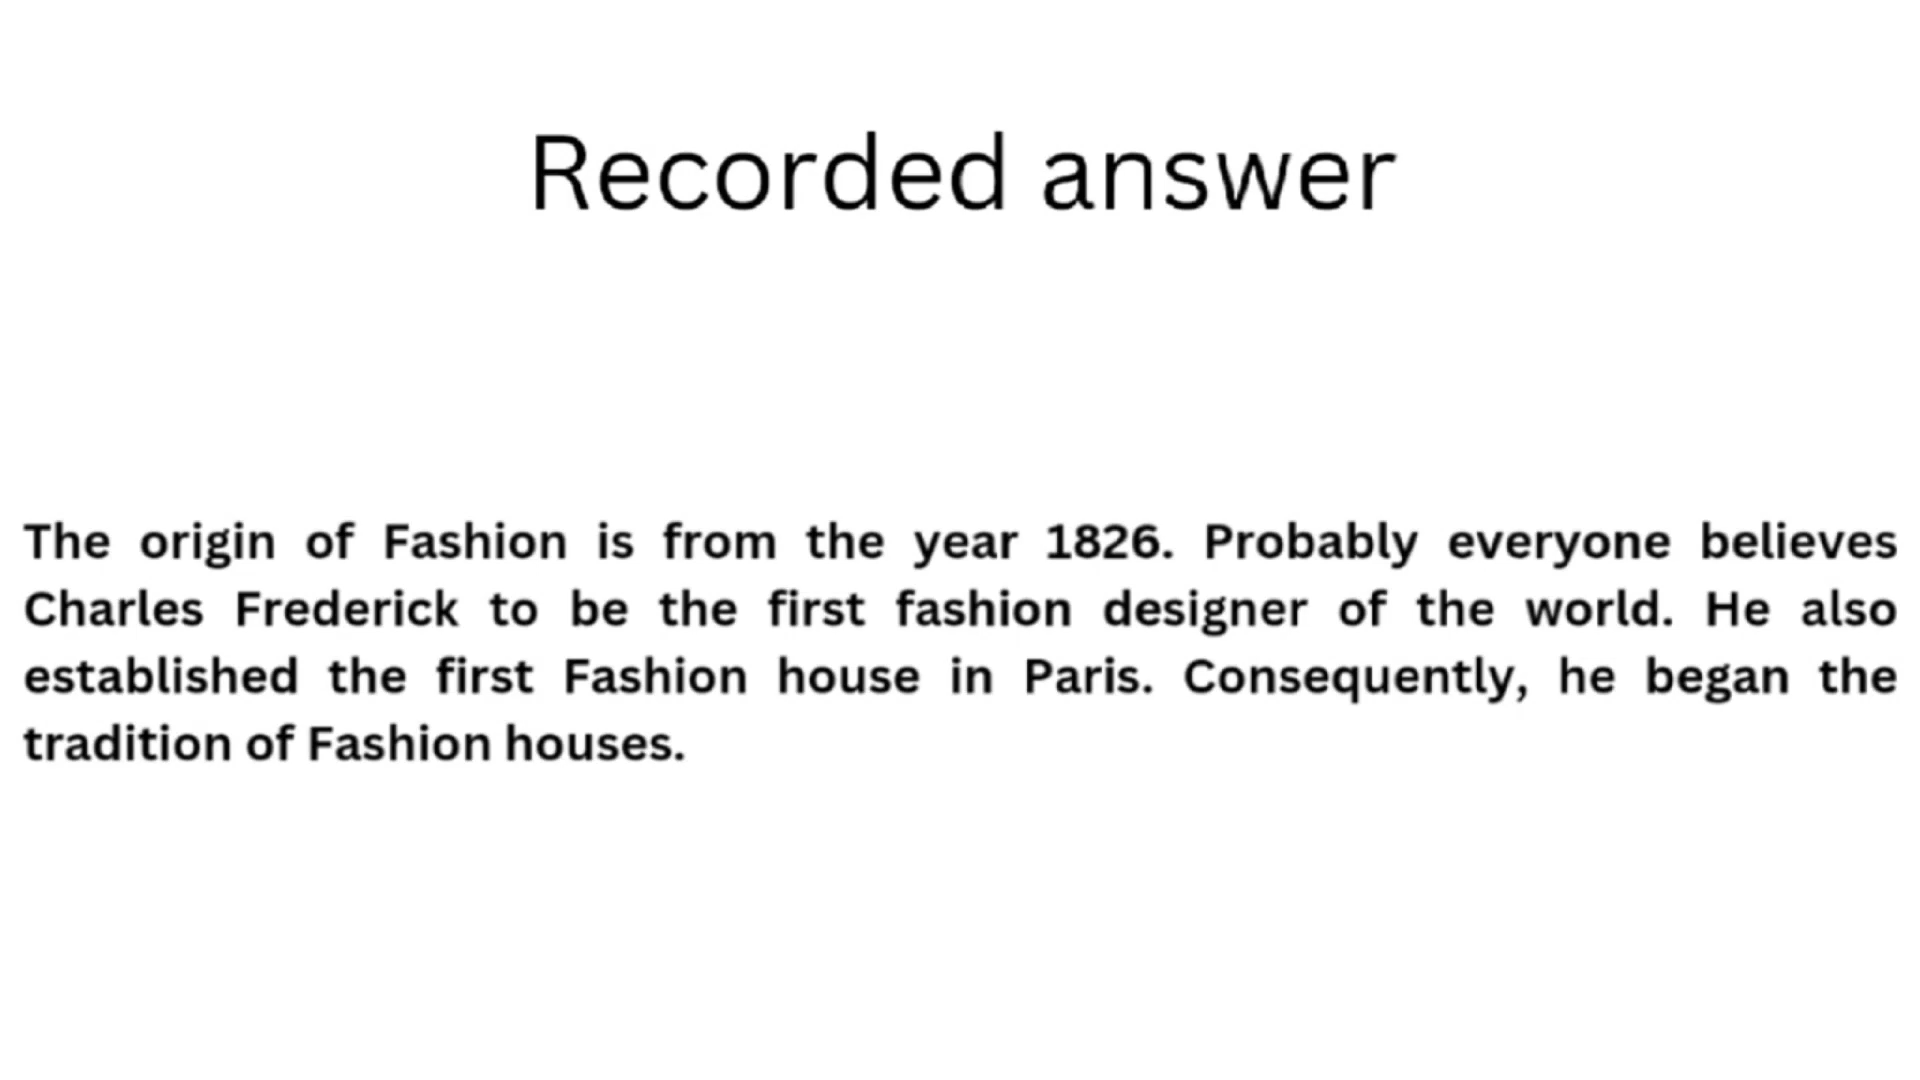 Recorded answer
The origin of Fashion is from the year 1826. Probably everyone believes
Charles Frederick to be the first fashion designer of the world. He also
established the first Fashion house in Paris. Consequently, he began the
tradition of Fashion houses.